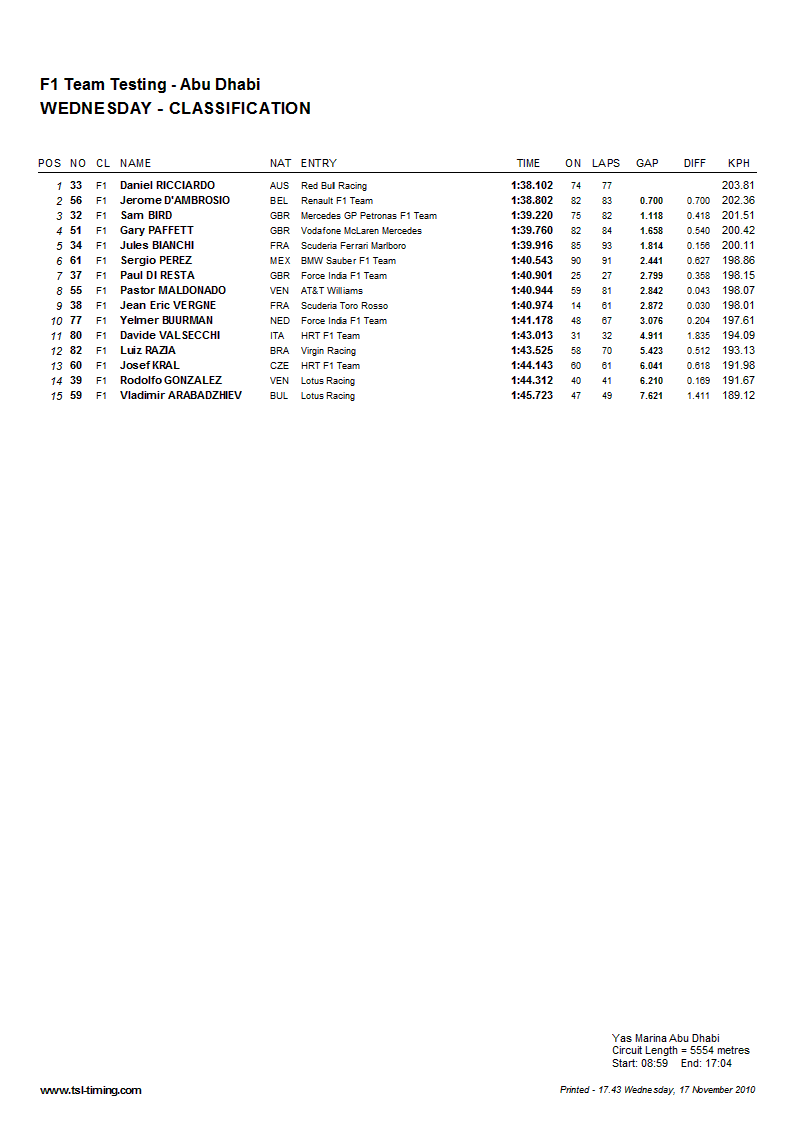 F1 Team Testing - Abu Dhabi
WEDNESDAY - CLASSIFICATION
POS NO CL NAME NAT ENTRY TIME ON LAPS GAP DIFF KPH
1 33 F1 Daniel RICCIARDO AUS Red Bull Racing 1:38.102 74 77 203.81
2 56 F1 Jerome D'AMBROSIO BEL Renault F1 Team 1:38.802 82 83 0.700 0.700 202.36
3 32 F1 Sam BIRD GBR Mercedes GP Petronas F1 Team 1:39.220 75 82 1.118 0.418 201.51
4 51 F1 Gary PAFFETT GBR Vodafone McLaren Mercedes 1:39.760 82 84 1.658 0.540 200.42
5 34 F1 Jules BIANCHI FRA Scuderia Ferrari Marlboro 1:39.916 85 93 1.814 0.156 200.11
6 61 F1 Sergio PEREZ MEX BMW Sauber F1 Team 1:40.543 90 91 2.441 0.627 198.86
7 37 F1 Paul DI RESTA GBR Force India F1 Team 1:40.901 25 27 2.799 0.358 198.15
8 55 F1 Pastor MALDONADO VEN AT&T Williams 1:40.944 59 81 2.842 0.043 198.07
9 38 F1 Jean Eric VERGNE FRA Scuderia Toro Rosso 1:40.974 14 61 2.872 0.030 198.01
10 77 F1 Yelmer BUURMAN NED Force India F1 Team 1:41.178 48 67 3.076 0.204 197.61
11 80 F1 Davide VALSECCHI ITA HRT F1 Team 1:43.013 31 32 4.911 1.835 194.09
12 82 F1 Luiz RAZIA BRA Virgin Racing 1:43.525 58 70 5.423 0.512 193.13
13 60 F1 Josef KRAL CZE HRT F1 Team 1:44.143 60 61 6.041 0.618 191.98
14 39 F1 Rodolfo GONZALEZ VEN Lotus Racing 1:44.312 40 41 6.210 0.169 191.67
15 59 F1 Vladimir ARABADZHIEV BUL Lotus Racing 1:45.723 47 49 7.621 1.411 189.12
Yas Marina Abu Dhabi
Circuit Length = 5554 metres
Start: 08:59 End: 17:04
www.tsl-timing.com Printed - 17.43 Wednesday, 17 November 2010